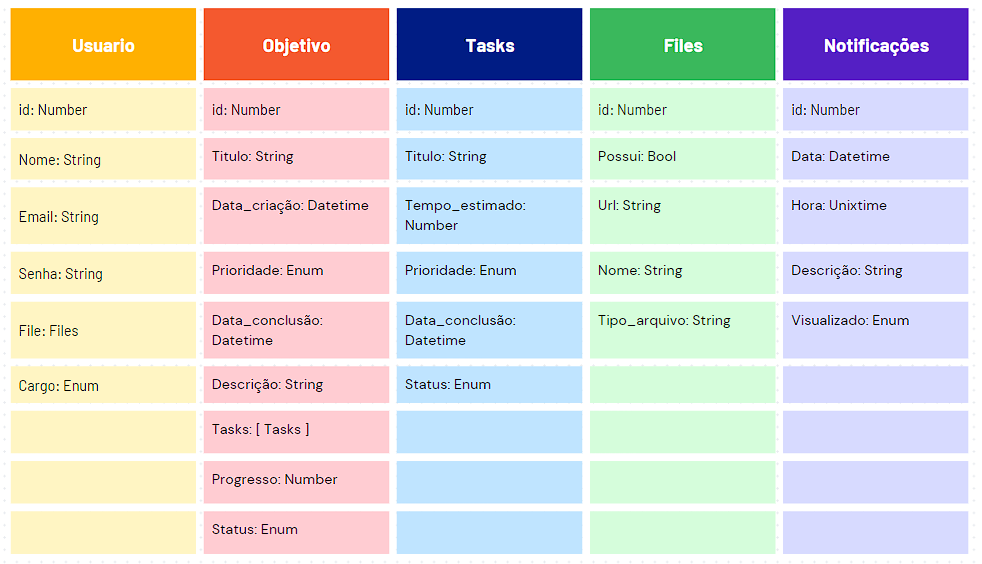 Usuario
Objetivo
Tasks
Files
Notificações
id: Number
id: Number
id: Number
id: Number
id: Number
Nome: String
Titulo: String
Titulo: String
Possui: Bool
Data: Datetime
Email: String
Data_criação: Datetime
Tempo_estimado:
Number
Url: String
Hora: Unixtime
Senha: String
Prioridade: Enum
Prioridade: Enum
Nome: String
Descrição: String
File: Files
Data_conclusão:
Datetime
Data_conclusão:
Datetime
Tipo_arquivo: String
Visualizado: Enum
Cargo: Enum
Descrição: String
Status: Enum
Tasks: [ Tasks ]
Progresso: Number
Status: Enum